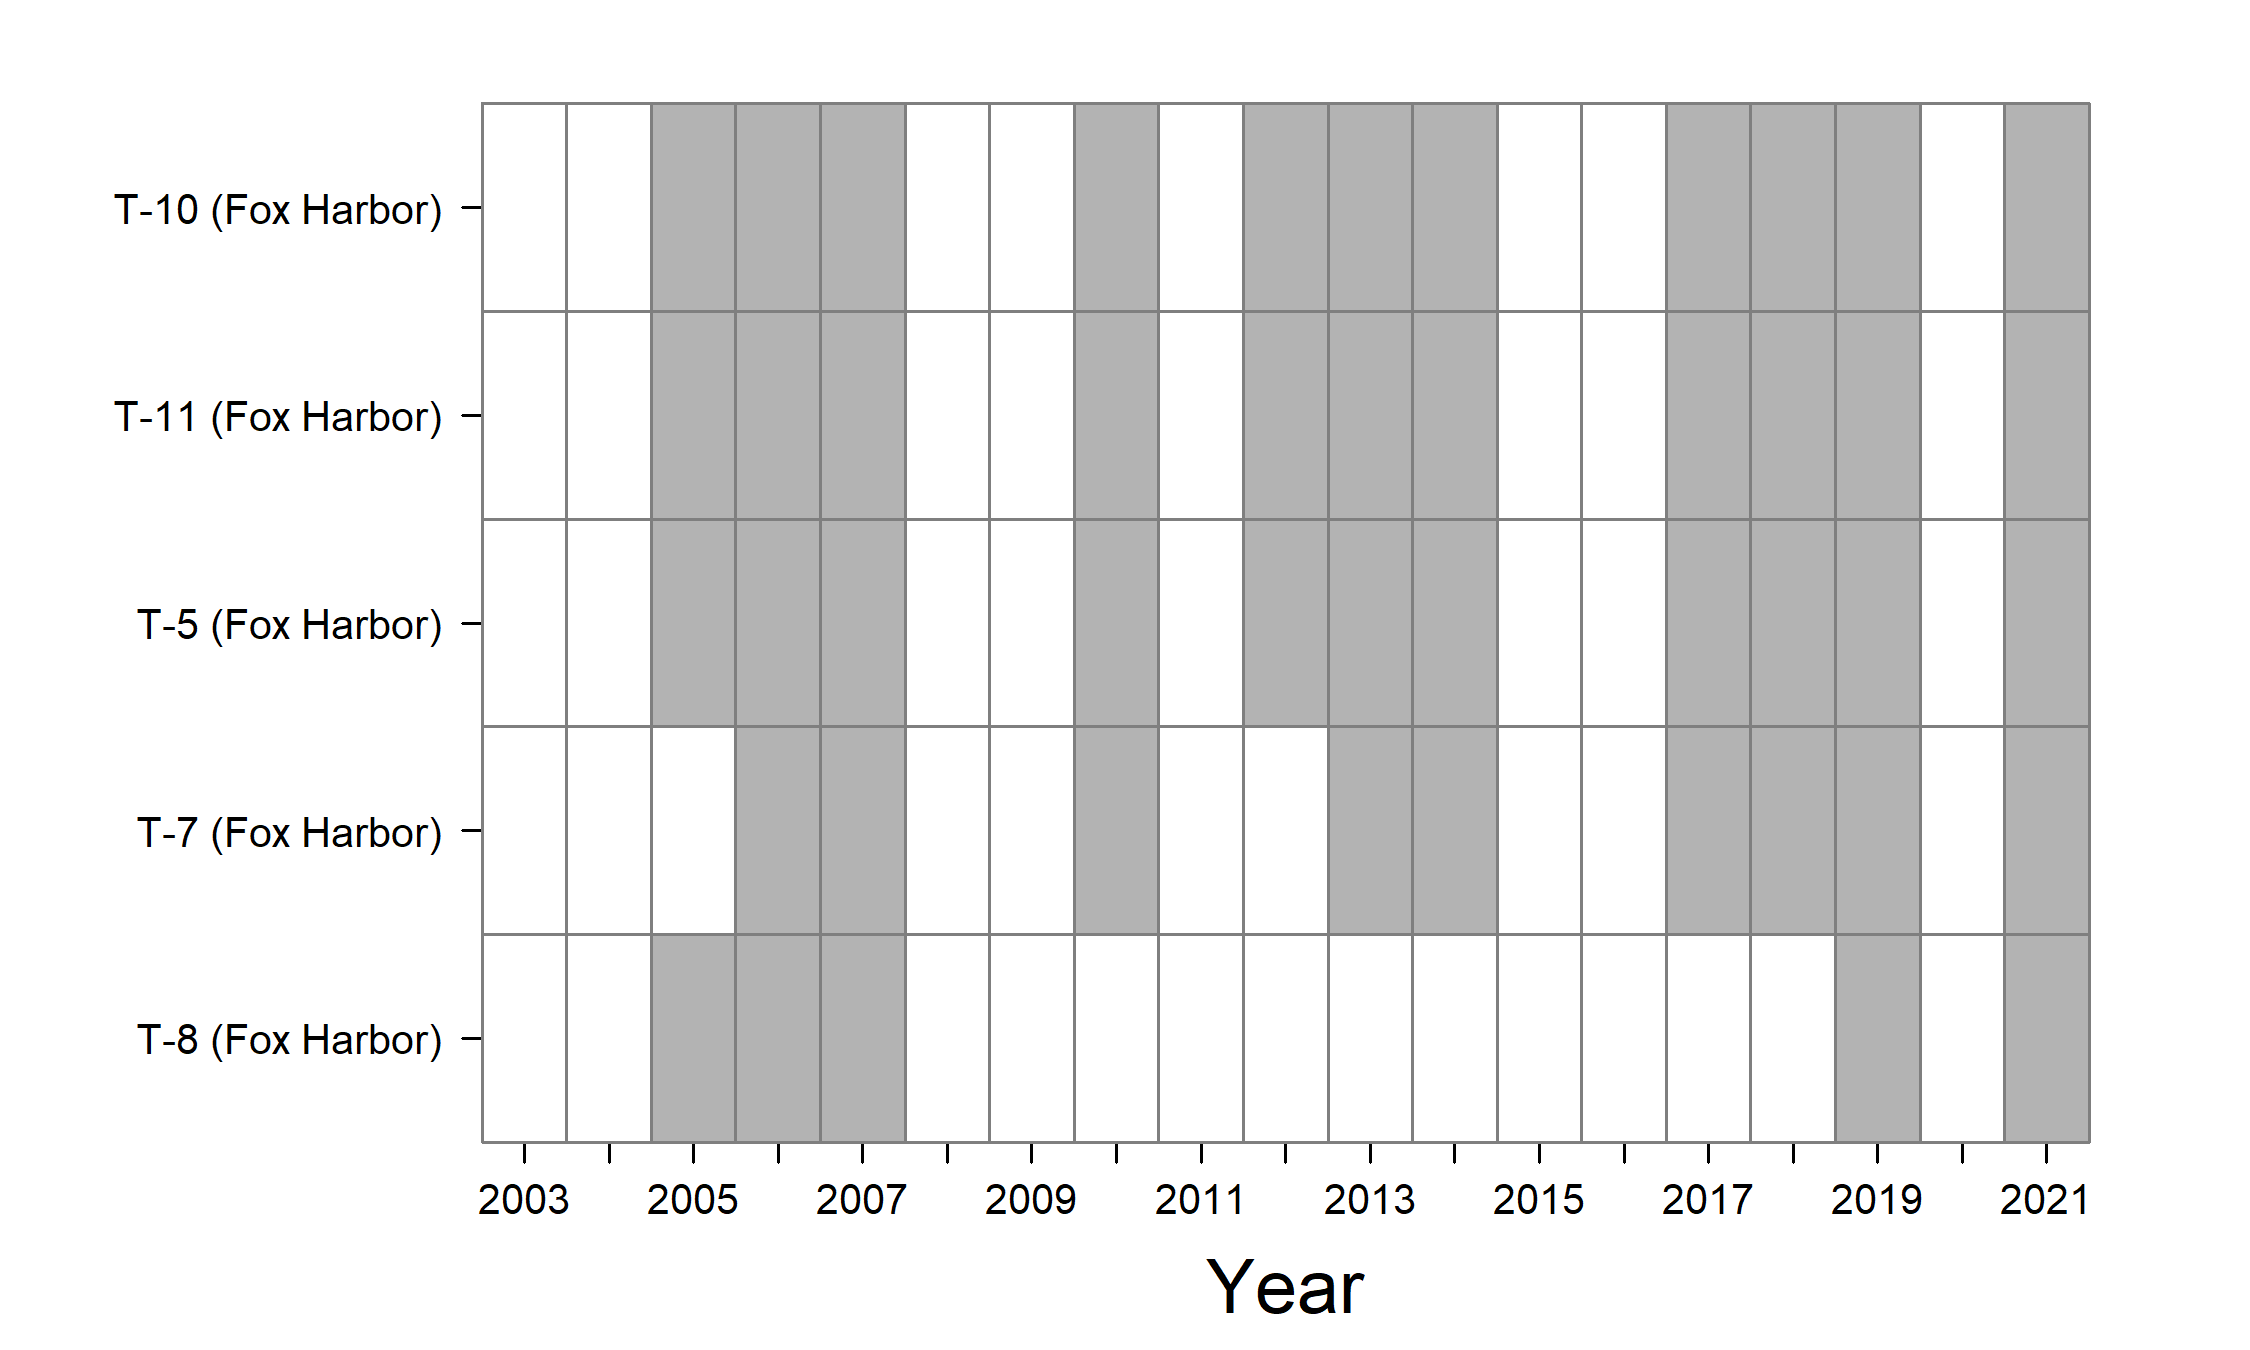 T-10 (Fox Harbor)
T-11 (Fox Harbor)
T-5 (Fox Harbor)
T-7 (Fox Harbor)
T-8 (Fox Harbor)
2003 2005 2007 2009 2011 2013 2015 2017 2019 2021
Year